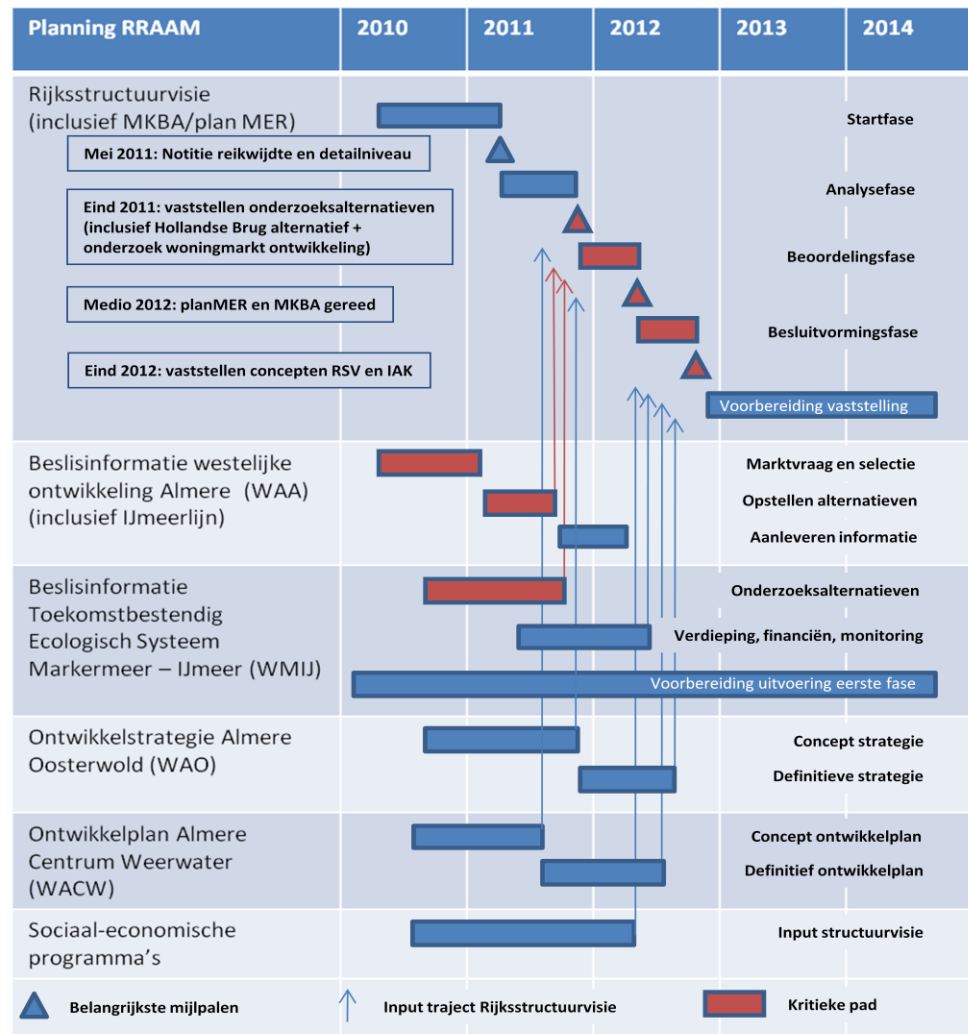 Planning RRAAM 2010 2011 2012 2013 2014
Rijksstructuurvisie
(inclusief MKBA/plan MER)
Startfase
Mei 2011: Notitie reikwijdte en detailniveau
Analysefase
Eind 2011: vaststellen onderzoeksalternatieven
(inclusief Hollandse Brug alternatief +
onderzoek woningmarkt ontwikkeling)
Beoordelingsfase
Medio 2012: planMER en MKBA gereed
Besluitvormingsfase
Eind 2012: vaststellen concepten RSV en IAK
Voorbereiding vaststelling
Beslisinformatie westelijke
ontwikkeling Almere (WAA)
(inclusief IJmeerlijn)
Marktvraag en selectie
Opstellen alternatieven
Aanleveren informatie
Beslisinformatie
Toekomstbestendig
Ecologisch Systeem
Markermeer – IJmeer (WMIJ)
Onderzoeksalternatieven
Verdieping, financiën, monitoring
Voorbereiding uitvoering eerste fase
Ontwikkelstrategie Almere
Oosterwold (WAO)
Concept strategie
Definitieve strategie
Ontwikkelplan Almere
Centrum Weerwater
(WACW)
Concept ontwikkelplan
Definitief ontwikkelplan
Sociaal-economische
programma's
Input structuurvisie
Belangrijkste mijlpalen
Input traject Rijksstructuurvisie
Kritieke pad